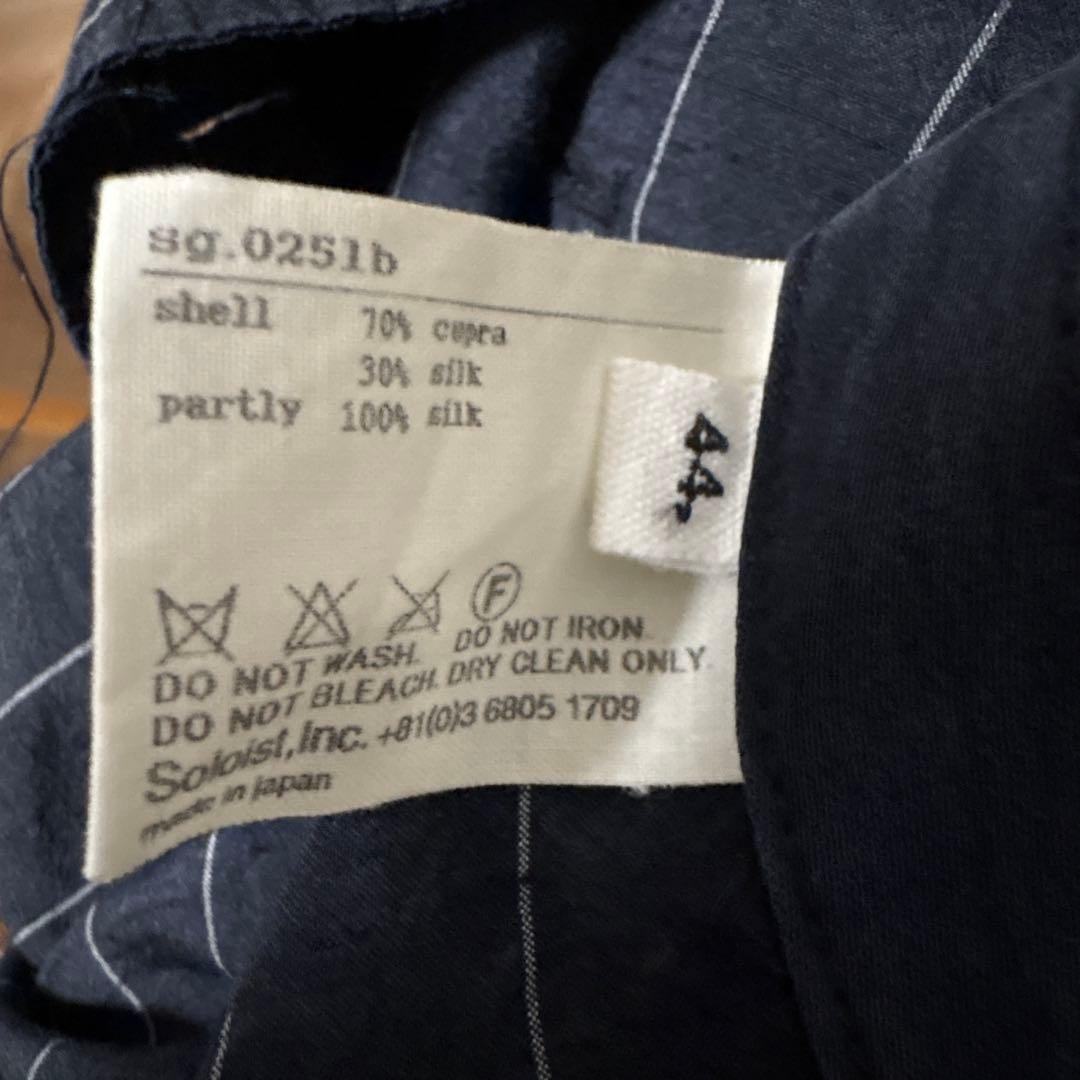 sg.0251b
shell 70% cupra
30% silk
partly 100% silk
44.
F
DO NOT WASH. DO NOT IRON.
DO NOT BLEACH. DRY CLEAN ONLY.
Soloist,Inc. +81(0)3 6805 1709
made in japan